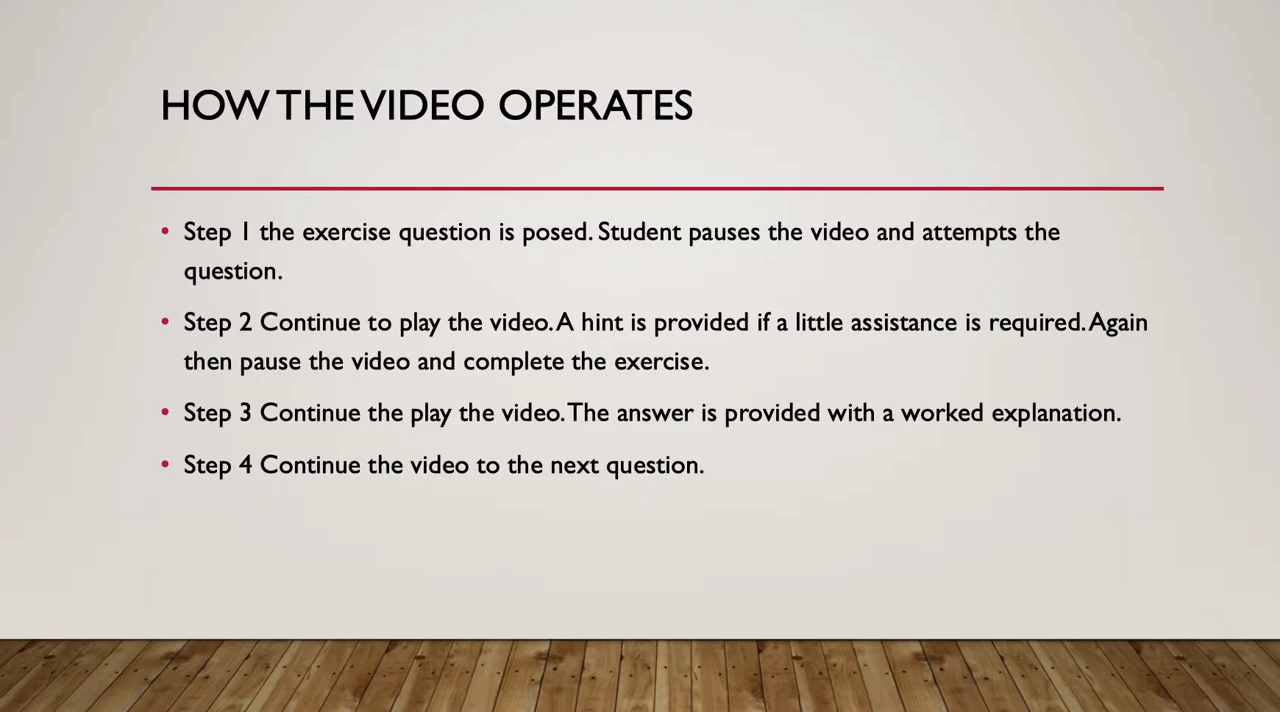 HOW THE VIDEO OPERATES
• Step 1 the exercise question is posed. Student pauses the video and attempts the
question.
• Step 2 Continue to play the video. A hint is provided if a little assistance is required. Again
then pause the video and complete the exercise.
• Step 3 Continue the play the video. The answer is provided with a worked explanation.
• Step 4 Continue the video to the next question.